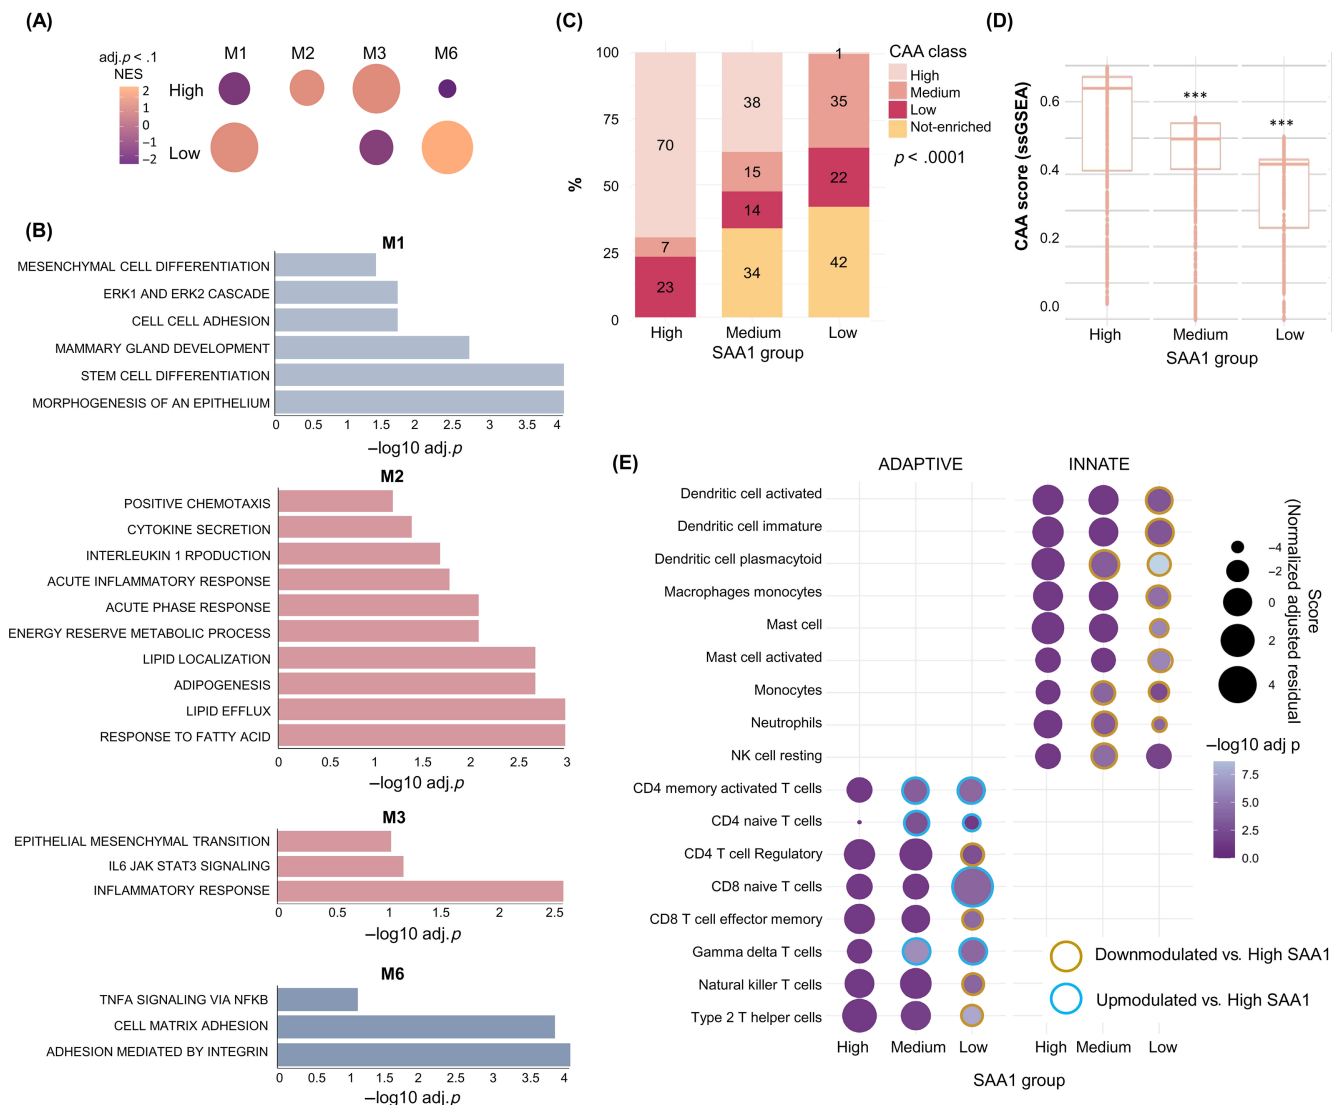 (A)
adj.p < .1
NES
2
1
0
−1
−2
M1 M2 M3 M6
High
Low
(B)
M1
MESENCHYMAL CELL DIFFERENTIATION
ERK1 AND ERK2 CASCADE
CELL CELL ADHESION
MAMMARY GLAND DEVELOPMENT
STEM CELL DIFFERENTIATION
MORPHOGENESIS OF AN EPITHELIUM
0 0.5 1 1.5 2 2.5 3 3.5 4
–log10 adj.p
M2
POSITIVE CHEMOTAXIS
CYTOKINE SECRETION
INTERLEUKIN 1 RPODUCTION
ACUTE INFLAMMATORY RESPONSE
ACUTE PHASE RESPONSE
ENERGY RESERVE METABOLIC PROCESS
LIPID LOCALIZATION
ADIPOGENESIS
LIPID EFFLUX
RESPONSE TO FATTY ACID
0 0.5 1 1.5 2 2.5 3
–log10 adj.p
M3
EPITHELIAL MESENCHYMAL TRANSITION
IL6 JAK STAT3 SIGNALING
INFLAMMATORY RESPONSE
0 0.5 1 1.5 2 2.5
–log10 adj.p
M6
TNFA SIGNALING VIA NFKB
CELL MATRIX ADHESION
ADHESION MEDIATED BY INTEGRIN
0 0.5 1 1.5 2 2.5 3 3.5 4
–log10 adj.p
(C)
%
100
75
50
25
0
70
7
23
38
15
14
34
1
35
22
42
High Medium Low
SAA1 group
CAA class
High
Medium
Low
Not-enriched
p < .0001
(D)
CAA score (ssGSEA)
0.6
0.4
0.2
0.0
***
***
High Medium Low
SAA1 group
(E)
ADAPTIVE INNATE
Dendritic cell activated
Dendritic cell immature
Dendritic cell plasmacytoid
Macrophages monocytes
Mast cell
Mast cell activated
Monocytes
Neutrophils
NK cell resting
CD4 memory activated T cells
CD4 naive T cells
CD4 T cell Regulatory
CD8 naive T cells
CD8 T cell effector memory
Gamma delta T cells
Natural killer T cells
Type 2 T helper cells
High Medium Low High Medium Low
SAA1 group
−4
−2
0
2
4
Score
(Normalized adjusted residual
–log10 adj p
7.5
5.0
2.5
0.0
Downmodulated vs. High SAA1
Upmodulated vs. High SAA1